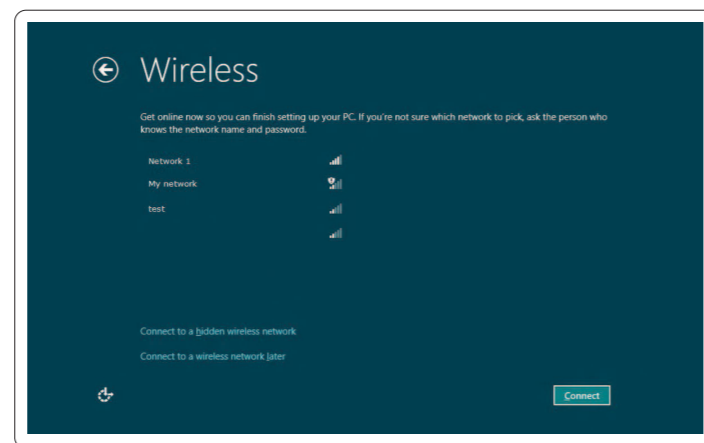 Wireless
Get online now so you can finish setting up your PC. If you're not sure which network to pick, ask the person who
knows the network name and password.
Network 1
My network
test
Connect to a hidden wireless network
Connect to a wireless network later
Connect